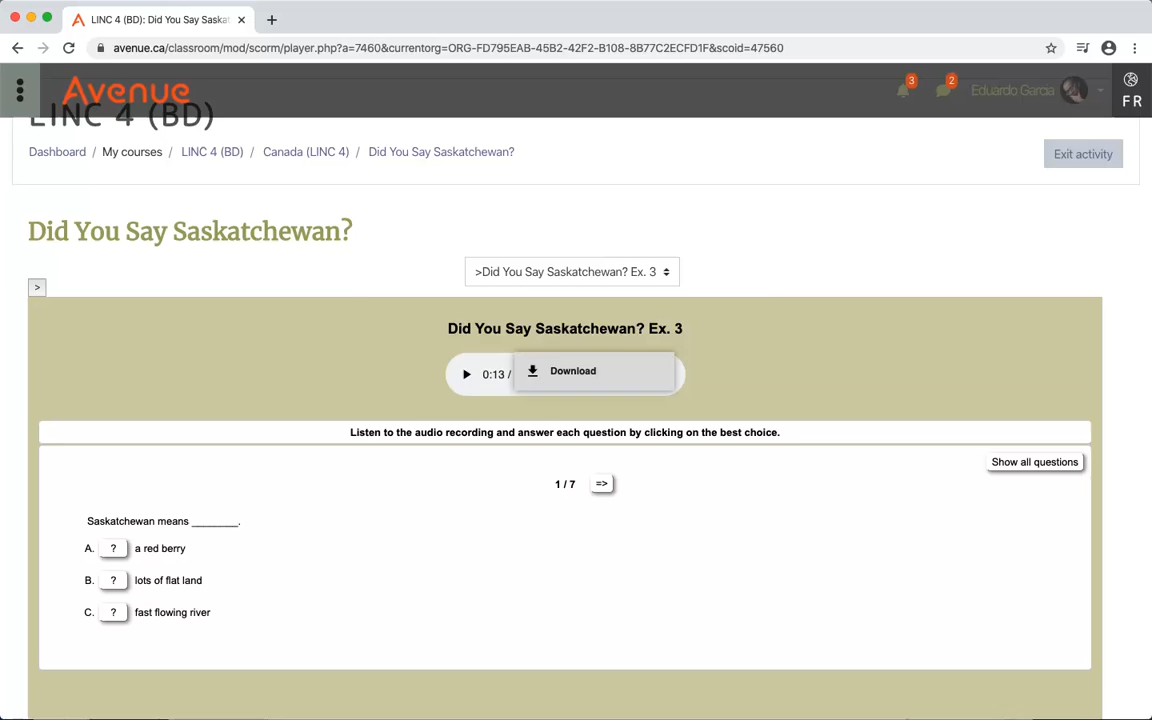 LINC 4 (BD): Did You Say Saskat
avenue.ca/classroom/mod/scorm/player.php?a=7460&currentorg=ORG-FD795EAB-45B2-42F2-B108-8B77C2ECFD1F&scoid=47560
Avenue
3
2
Eduardo Garcia
FR
LINC 4 (BD)
Dashboard / My courses / LINC 4 (BD) / Canada (LINC 4) / Did You Say Saskatchewan?
Exit activity
Did You Say Saskatchewan?
>Did You Say Saskatchewan? Ex. 3
>
Did You Say Saskatchewan? Ex. 3
0:13 /
Download
Listen to the audio recording and answer each question by clicking on the best choice.
Show all questions
1 / 7 =>
Saskatchewan means ________.
A. ? a red berry
B. ? lots of flat land
C. ? fast flowing river